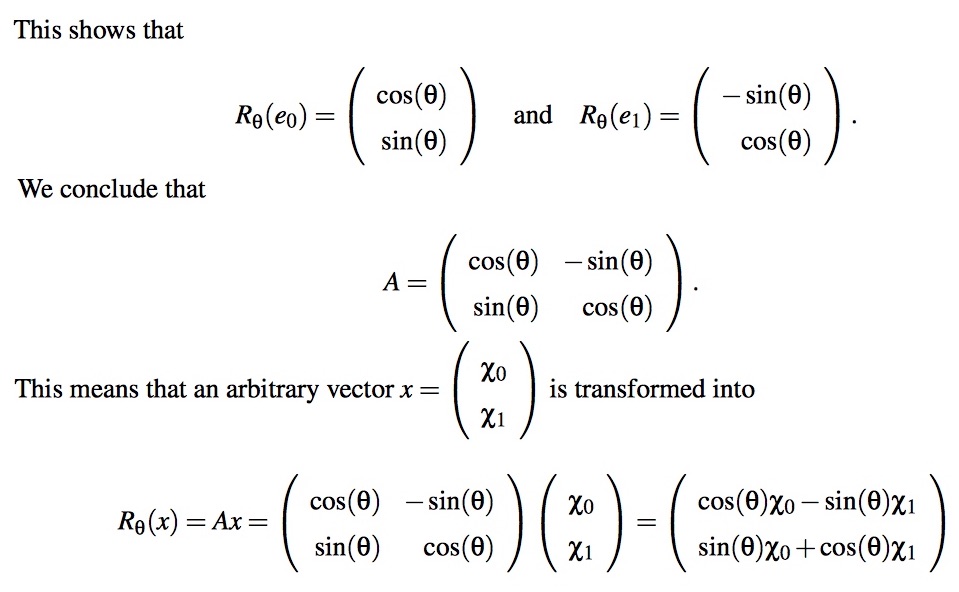 This shows that
R_θ(e_0) = ( cos(θ) ; sin(θ) ) and R_θ(e_1) = ( −sin(θ) ; cos(θ) ).
We conclude that
A = ( cos(θ) −sin(θ) ; sin(θ) cos(θ) ).
This means that an arbitrary vector x = ( χ_0 ; χ_1 ) is transformed into
R_θ(x) = Ax = ( cos(θ) −sin(θ) ; sin(θ) cos(θ) ) ( χ_0 ; χ_1 ) = ( cos(θ)χ_0 − sin(θ)χ_1 ; sin(θ)χ_0 + cos(θ)χ_1 )